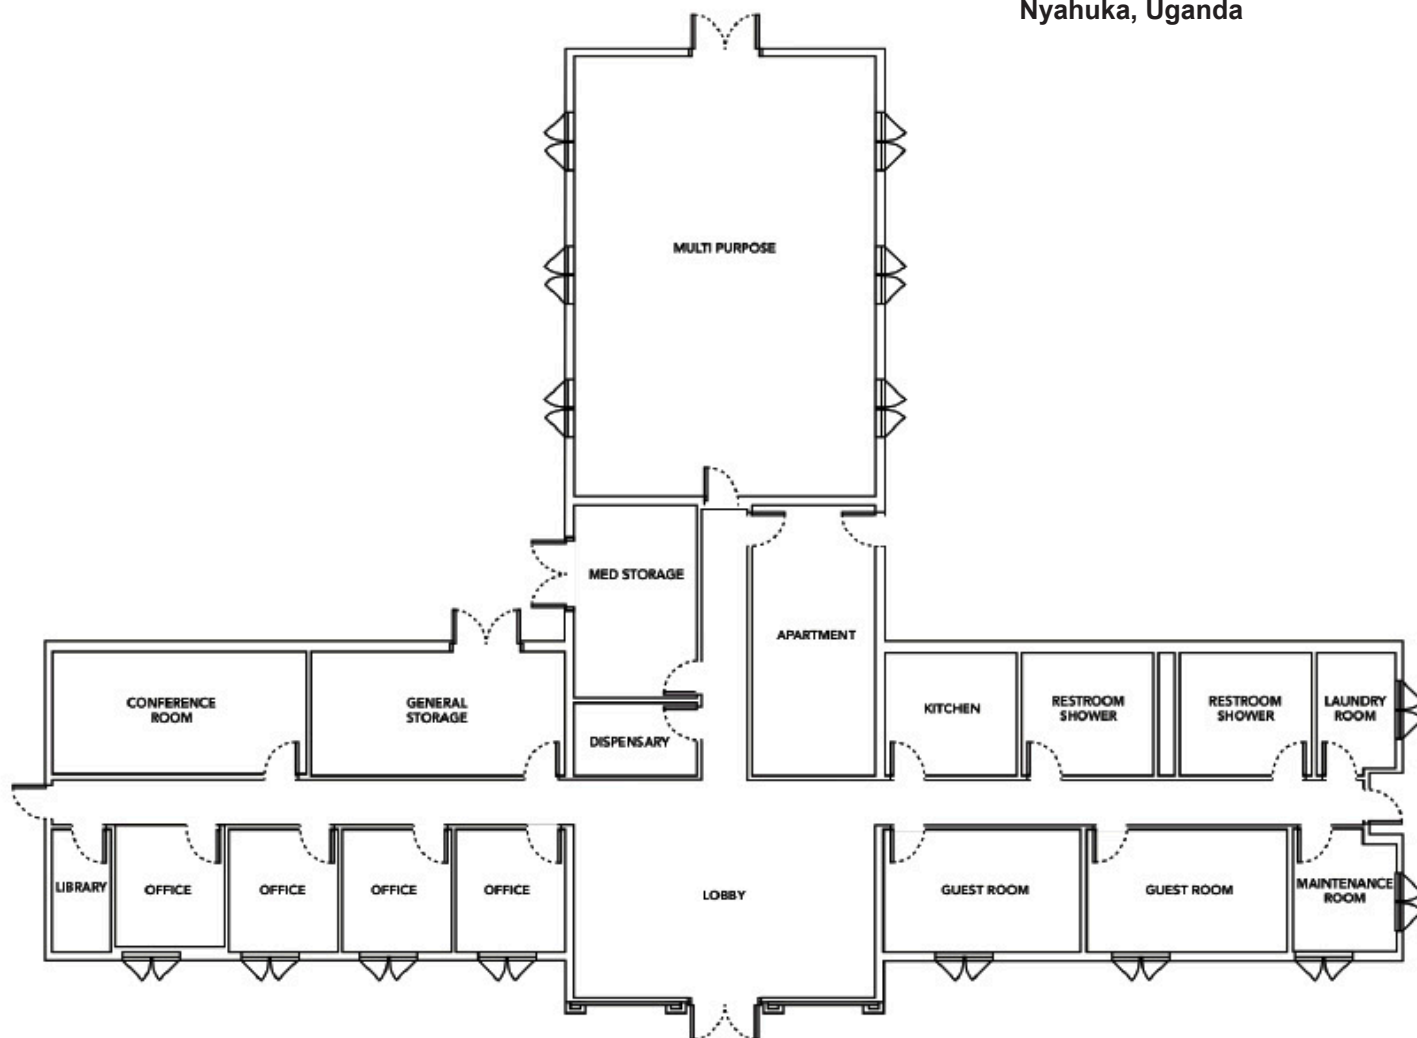 Nyahuka, Uganda
MULTI PURPOSE
MED STORAGE
APARTMENT
CONFERENCE
ROOM
GENERAL
STORAGE
DISPENSARY
KITCHEN
RESTROOM
SHOWER
RESTROOM
SHOWER
LAUNDRY
ROOM
LIBRARY
OFFICE
OFFICE
OFFICE
OFFICE
LOBBY
GUEST ROOM
GUEST ROOM
MAINTENANCE
ROOM